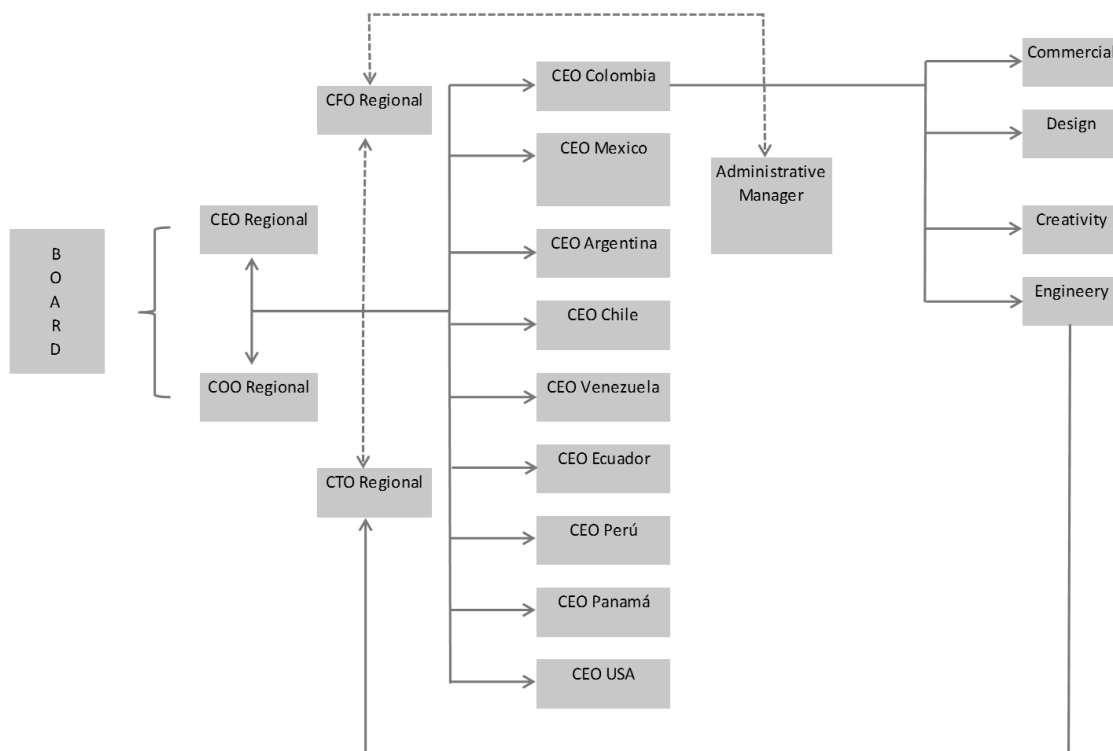 B
O
A
R
D
CEO Regional
COO Regional
CFO Regional
CTO Regional
CEO Colombia
CEO Mexico
CEO Argentina
CEO Chile
CEO Venezuela
CEO Ecuador
CEO Perú
CEO Panamá
CEO USA
Administrative
Manager
Commercial
Design
Creativity
Engineery